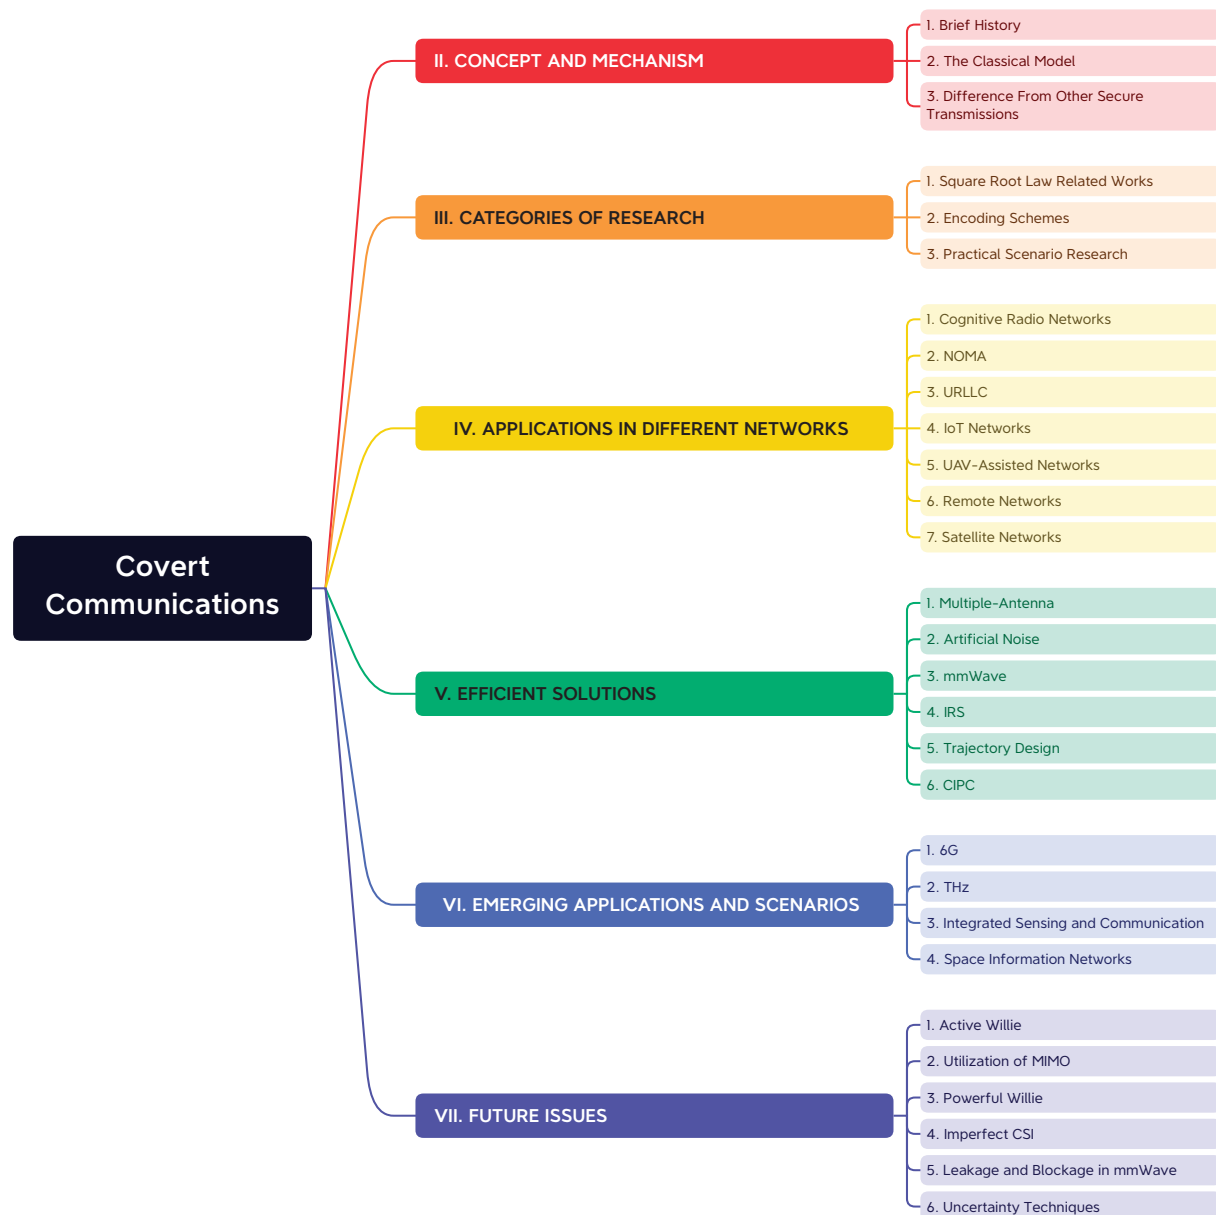 II. CONCEPT AND MECHANISM
1. Brief History
2. The Classical Model
3. Difference From Other Secure
Transmissions
III. CATEGORIES OF RESEARCH
1. Square Root Law Related Works
2. Encoding Schemes
3. Practical Scenario Research
IV. APPLICATIONS IN DIFFERENT NETWORKS
1. Cognitive Radio Networks
2. NOMA
3. URLLC
4. IoT Networks
5. UAV-Assisted Networks
6. Remote Networks
7. Satellite Networks
Covert
Communications
V. EFFICIENT SOLUTIONS
1. Multiple-Antenna
2. Artificial Noise
3. mmWave
4. IRS
5. Trajectory Design
6. CIPC
VI. EMERGING APPLICATIONS AND SCENARIOS
1. 6G
2. THz
3. Integrated Sensing and Communication
4. Space Information Networks
VII. FUTURE ISSUES
1. Active Willie
2. Utilization of MIMO
3. Powerful Willie
4. Imperfect CSI
5. Leakage and Blockage in mmWave
6. Uncertainty Techniques